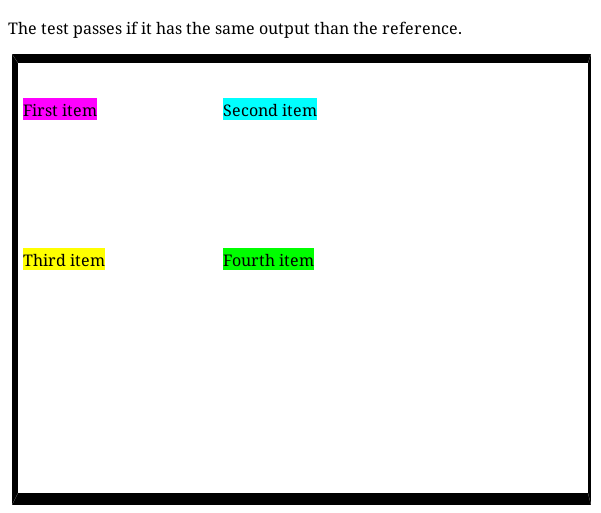 The test passes if it has the same output than the reference.
First item Second item
Third item Fourth item